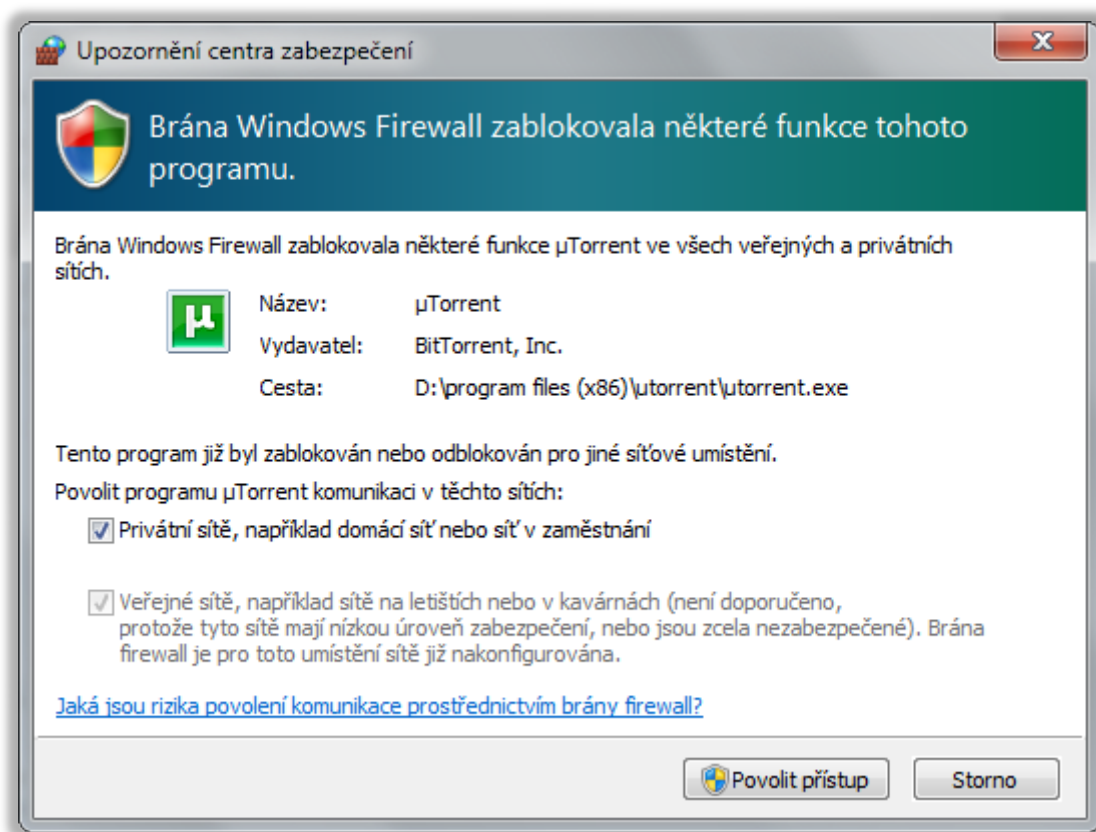 Upozornění centra zabezpečení
Brána Windows Firewall zablokovala některé funkce tohoto
programu.
Brána Windows Firewall zablokovala některé funkce µTorrent ve všech veřejných a privátních
sítích.
Název: µTorrent
Vydavatel: BitTorrent, Inc.
Cesta: D:\program files (x86)\utorrent\utorrent.exe
Tento program již byl zablokován nebo odblokován pro jiné síťové umístění.
Povolit programu µTorrent komunikaci v těchto sítích:
Privátní sítě, například domácí síť nebo síť v zaměstnání
Veřejné sítě, například sítě na letištích nebo v kavárnách (není doporučeno,
protože tyto sítě mají nízkou úroveň zabezpečení, nebo jsou zcela nezabezpečené). Brána
firewall je pro toto umístění sítě již nakonfigurována.
Jaká jsou rizika povolení komunikace prostřednictvím brány firewall?
Povolit přístup Storno